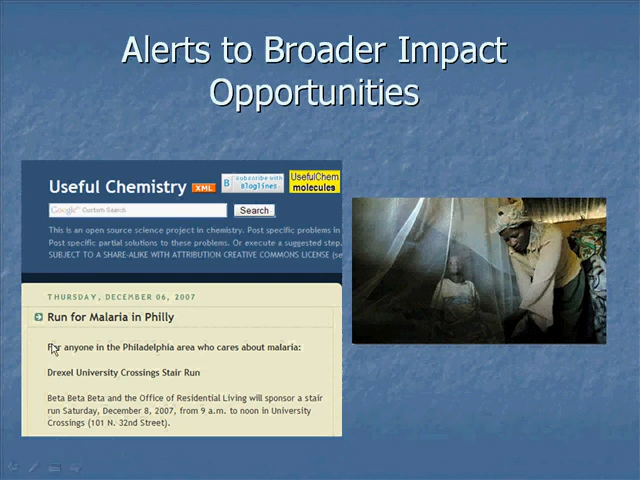 Alerts to Broader Impact
Opportunities
Useful Chemistry XML B subscribe with Bloglines UsefulChem molecules
Google Custom Search Search
This is an open source science project in chemistry. Post specific problems in
Post specific partial solutions to these problems. Or execute a suggested step.
SUBJECT TO A SHARE-ALIKE WITH ATTRIBUTION CREATIVE COMMONS LICENSE (se
THURSDAY, DECEMBER 06, 2007
Run for Malaria in Philly
For anyone in the Philadelphia area who cares about malaria:
Drexel University Crossings Stair Run
Beta Beta Beta and the Office of Residential Living will sponsor a stair
run Saturday, December 8, 2007, from 9 a.m. to noon in University
Crossings (101 N. 32nd Street).